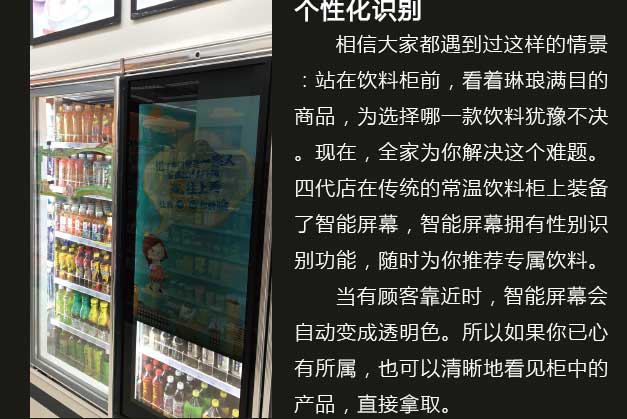 个性化识别
相信大家都遇到过这样的情景
：站在饮料柜前，看着琳琅满目的
商品，为选择哪一款饮料犹豫不决
。现在，全家为你解决这个难题。
四代店在传统的常温饮料柜上装备
了智能屏幕，智能屏幕拥有性别识
别功能，随时为你推荐专属饮料。
当有顾客靠近时，智能屏幕会
自动变成透明色。所以如果你已心
有所属，也可以清晰地看见柜中的
产品，直接拿取。